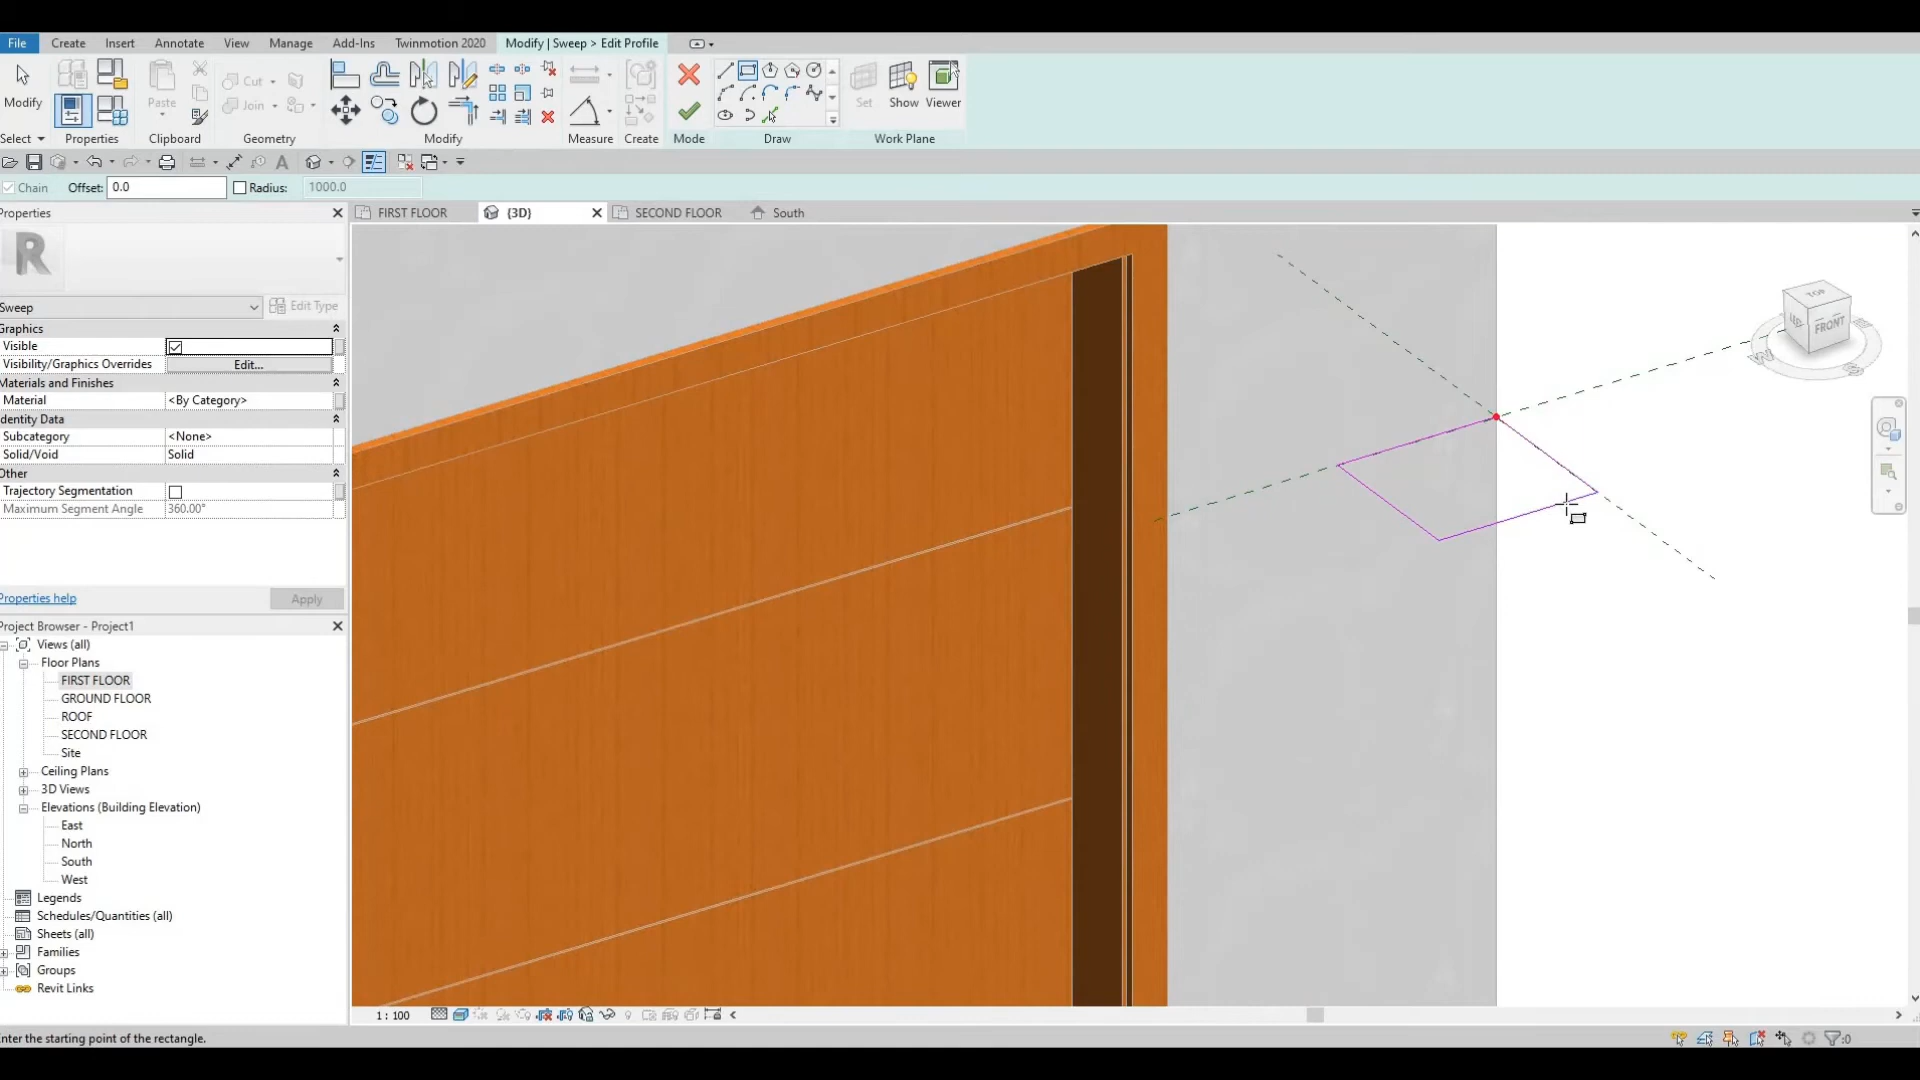 File Create Insert Annotate View Manage Add-Ins Twinmotion 2020 Modify | Sweep > Edit Profile
Modify Paste Cut Join Set Show Viewer
Select Properties Clipboard Geometry Modify Measure Create Mode Draw Work Plane
Chain Offset: 0.0 Radius: 1000.0
Properties
FIRST FLOOR {3D} SECOND FLOOR South
R
Sweep Edit Type
Graphics
Visible
Visibility/Graphics Overrides Edit...
Materials and Finishes
Material <By Category>
Identity Data
Subcategory <None>
Solid/Void Solid
Other
Trajectory Segmentation
Maximum Segment Angle 360.00°
Properties help Apply
Project Browser - Project1
Views (all)
Floor Plans
FIRST FLOOR
GROUND FLOOR
ROOF
SECOND FLOOR
Site
Ceiling Plans
3D Views
Elevations (Building Elevation)
East
North
South
West
Legends
Schedules/Quantities (all)
Sheets (all)
Families
Groups
Revit Links
TOP
FRONT
W
S
1 : 100
Enter the starting point of the rectangle.
:0